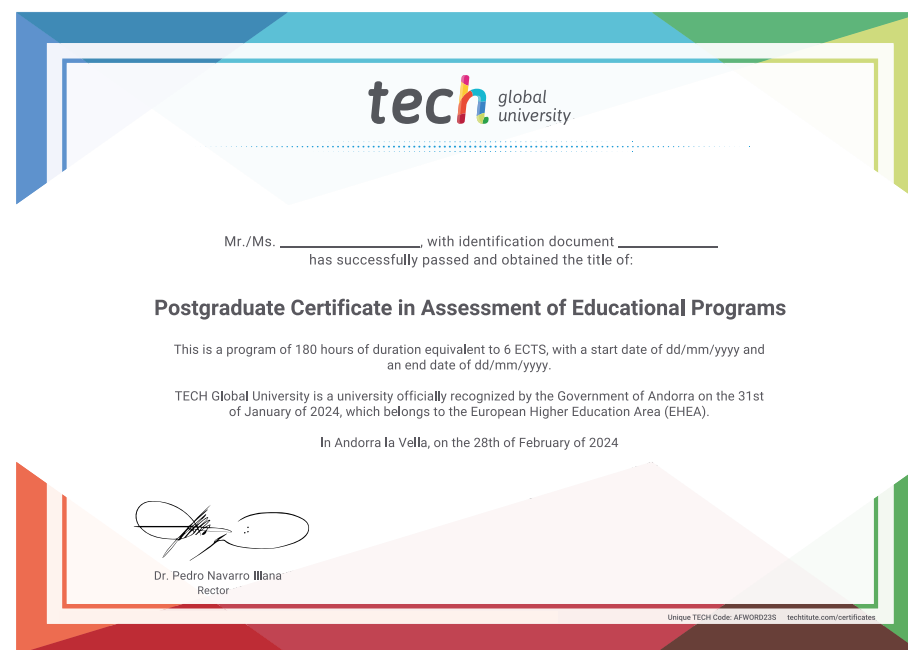 tech global university
Mr./Ms. ____________, with identification document ____________
has successfully passed and obtained the title of:
Postgraduate Certificate in Assessment of Educational Programs
This is a program of 180 hours of duration equivalent to 6 ECTS, with a start date of dd/mm/yyyy and
an end date of dd/mm/yyyy.
TECH Global University is a university officially recognized by the Government of Andorra on the 31st
of January of 2024, which belongs to the European Higher Education Area (EHEA).
In Andorra la Vella, on the 28th of February of 2024
Dr. Pedro Navarro Illana
Rector
Unique TECH Code: AFWORD23S techtitute.com/certificates